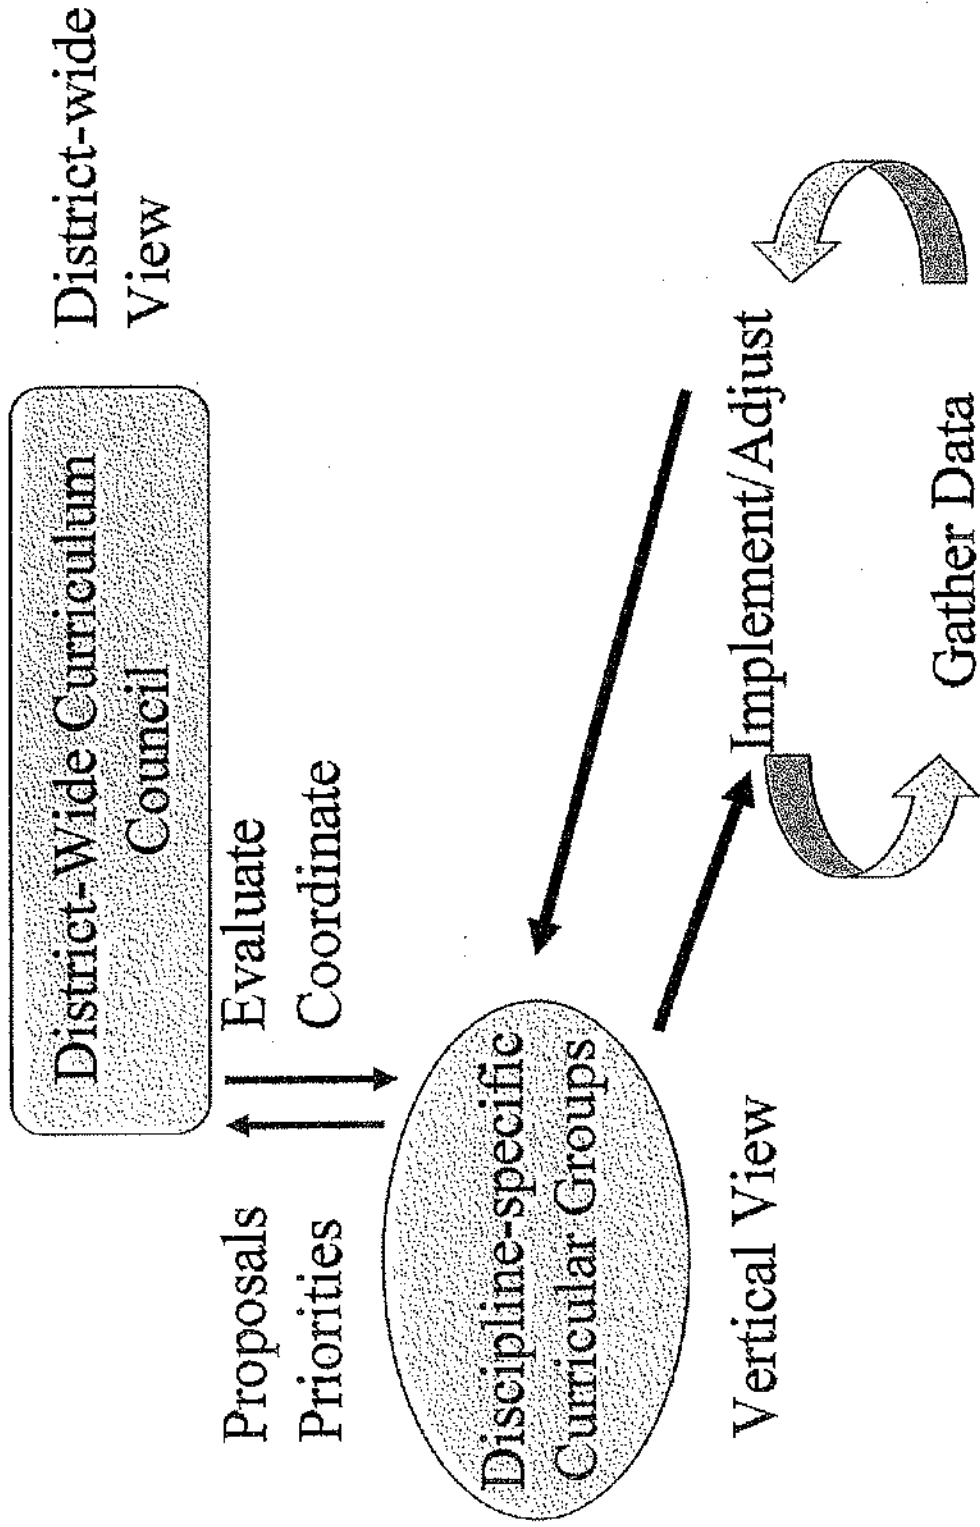 District-Wide Curriculum
Council
District-wide
View
Proposals
Priorities
Evaluate
Coordinate
Discipline-specific
Curricular Groups
Vertical View
Implement/Adjust
Gather Data